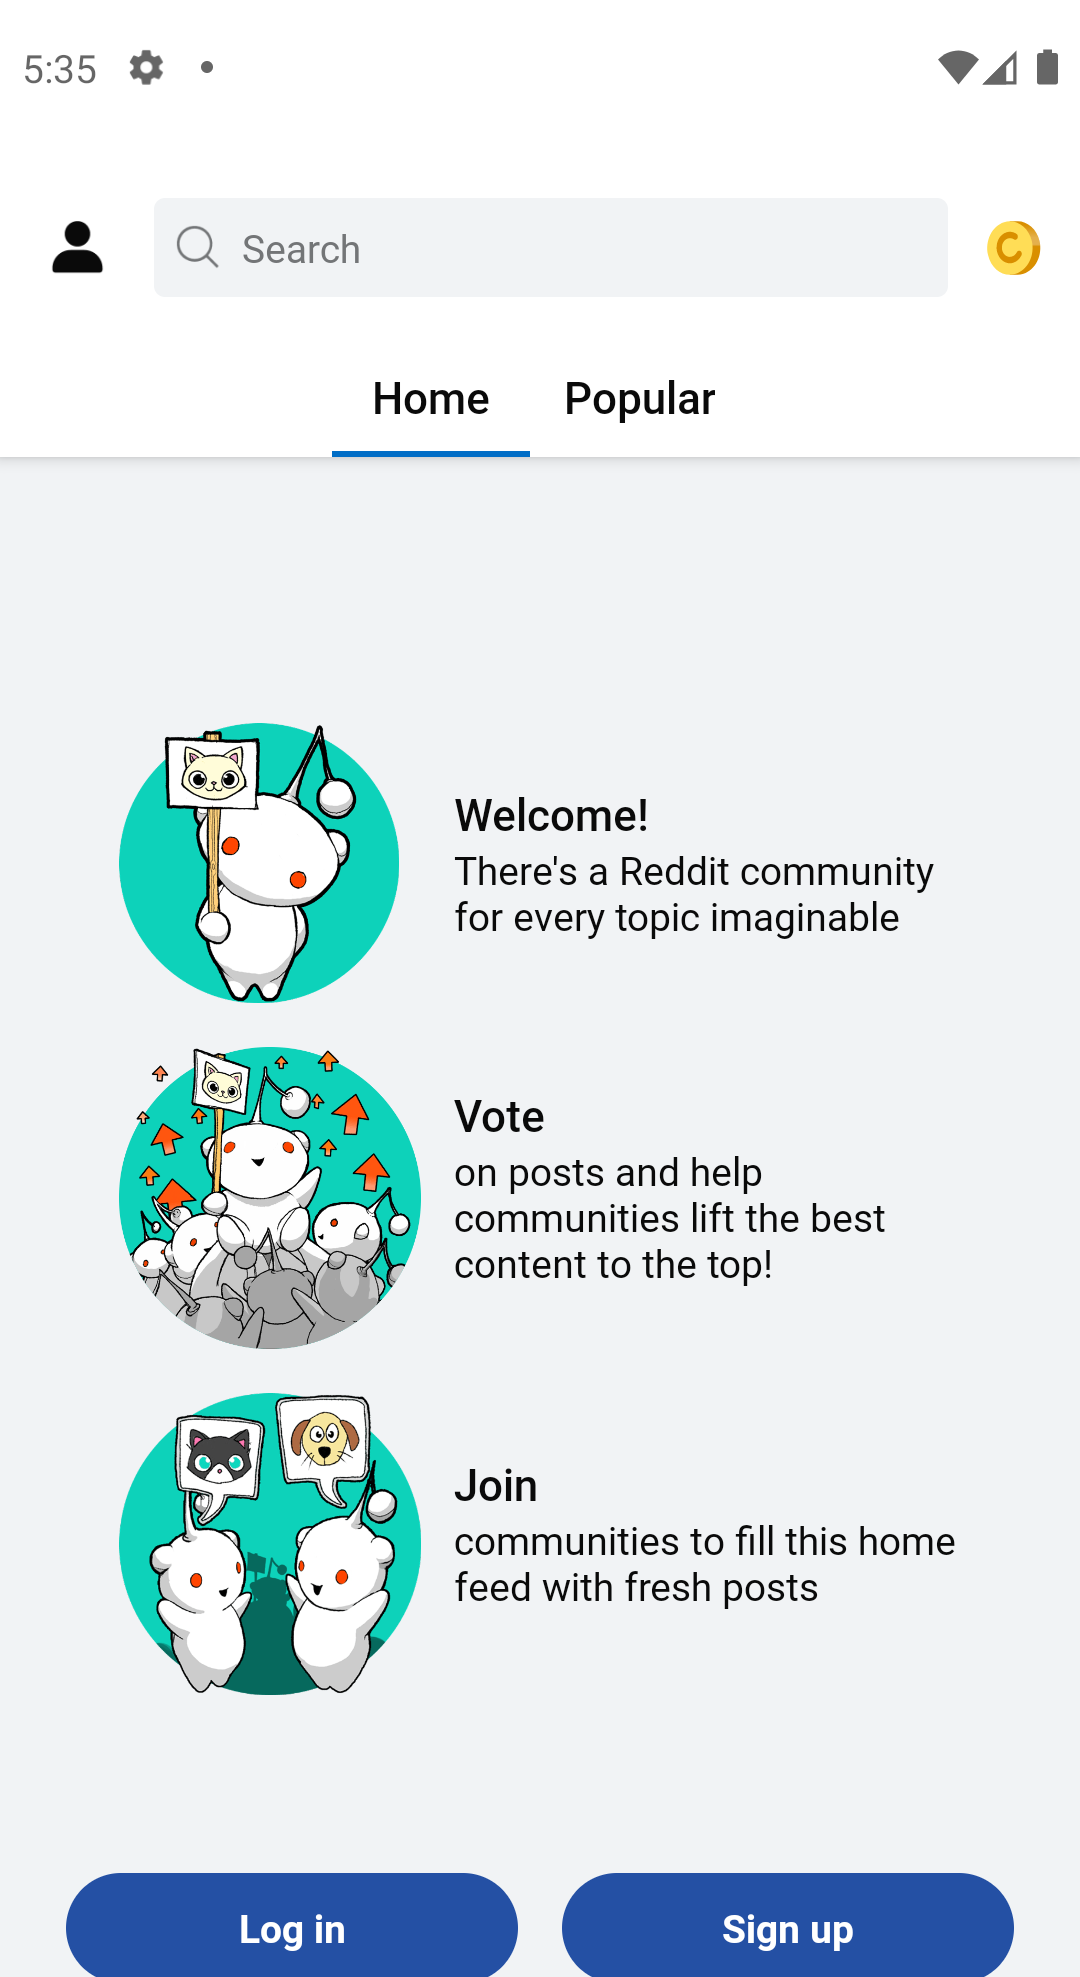 5:35
Search
Home
Popular
Welcome!
There's a Reddit community
for every topic imaginable
Vote
on posts and help
communities lift the best
content to the top!
Join
communities to fill this home
feed with fresh posts
Log in
Sign up